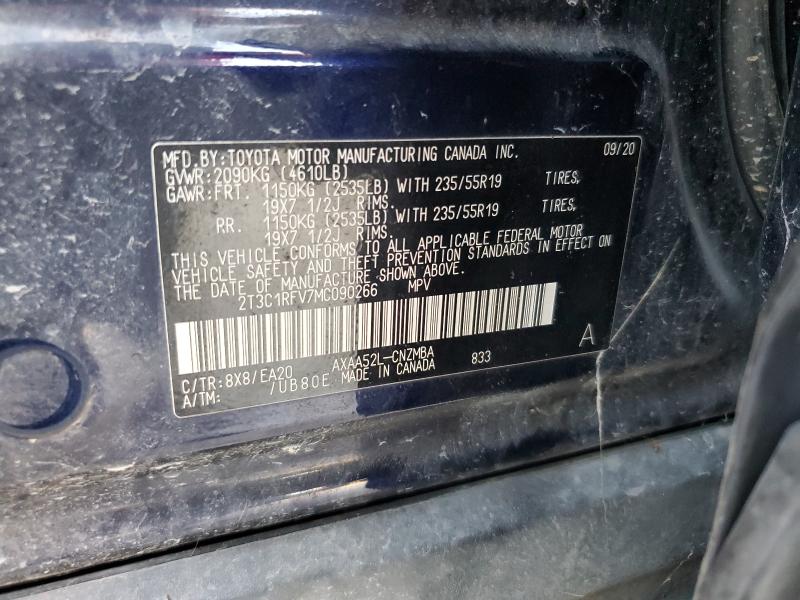 MFD.BY:TOYOTA MOTOR MANUFACTURING CANADA INC. 09/20
GVWR:2090KG (4610LB)
GAWR:FRT. 1150KG (2535LB) WITH 235/55R19 TIRES,
19X7 1/2J RIMS.
RR. 1150KG (2535LB) WITH 235/55R19 TIRES,
19X7 1/2J RIMS.
THIS VEHICLE CONFORMS TO ALL APPLICABLE FEDERAL MOTOR
VEHICLE SAFETY AND THEFT PREVENTION STANDARDS IN EFFECT ON
THE DATE OF MANUFACTURE SHOWN ABOVE.
2T3C1RFV7MC090266 MPV
A
C/TR:8X8/EA20 AXAA52L-CNZMBA 833
A/TM: /UB80E MADE IN CANADA